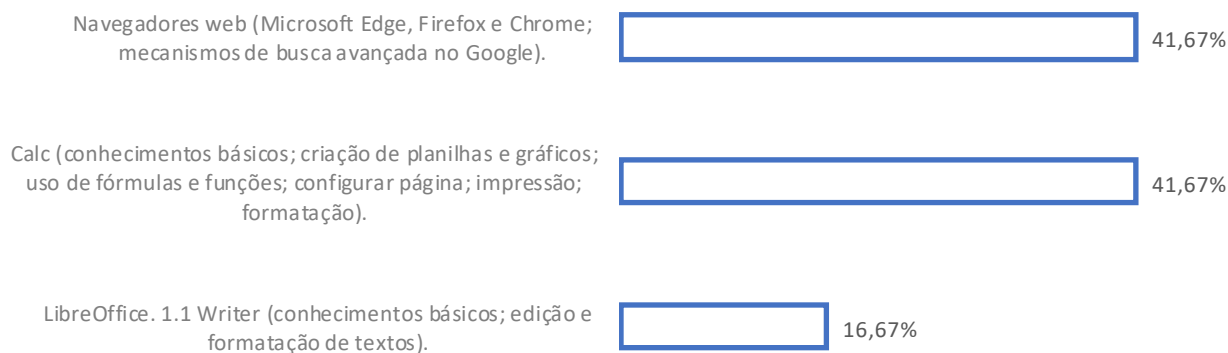 Navegadores web (Microsoft Edge, Firefox e Chrome;
mecanismos de busca avançada no Google).
41,67%
Calc (conhecimentos básicos; criação de planilhas e gráficos;
uso de fórmulas e funções; configurar página; impressão;
formatação).
41,67%
LibreOffice. 1.1 Writer (conhecimentos básicos; edição e
formatação de textos).
16,67%